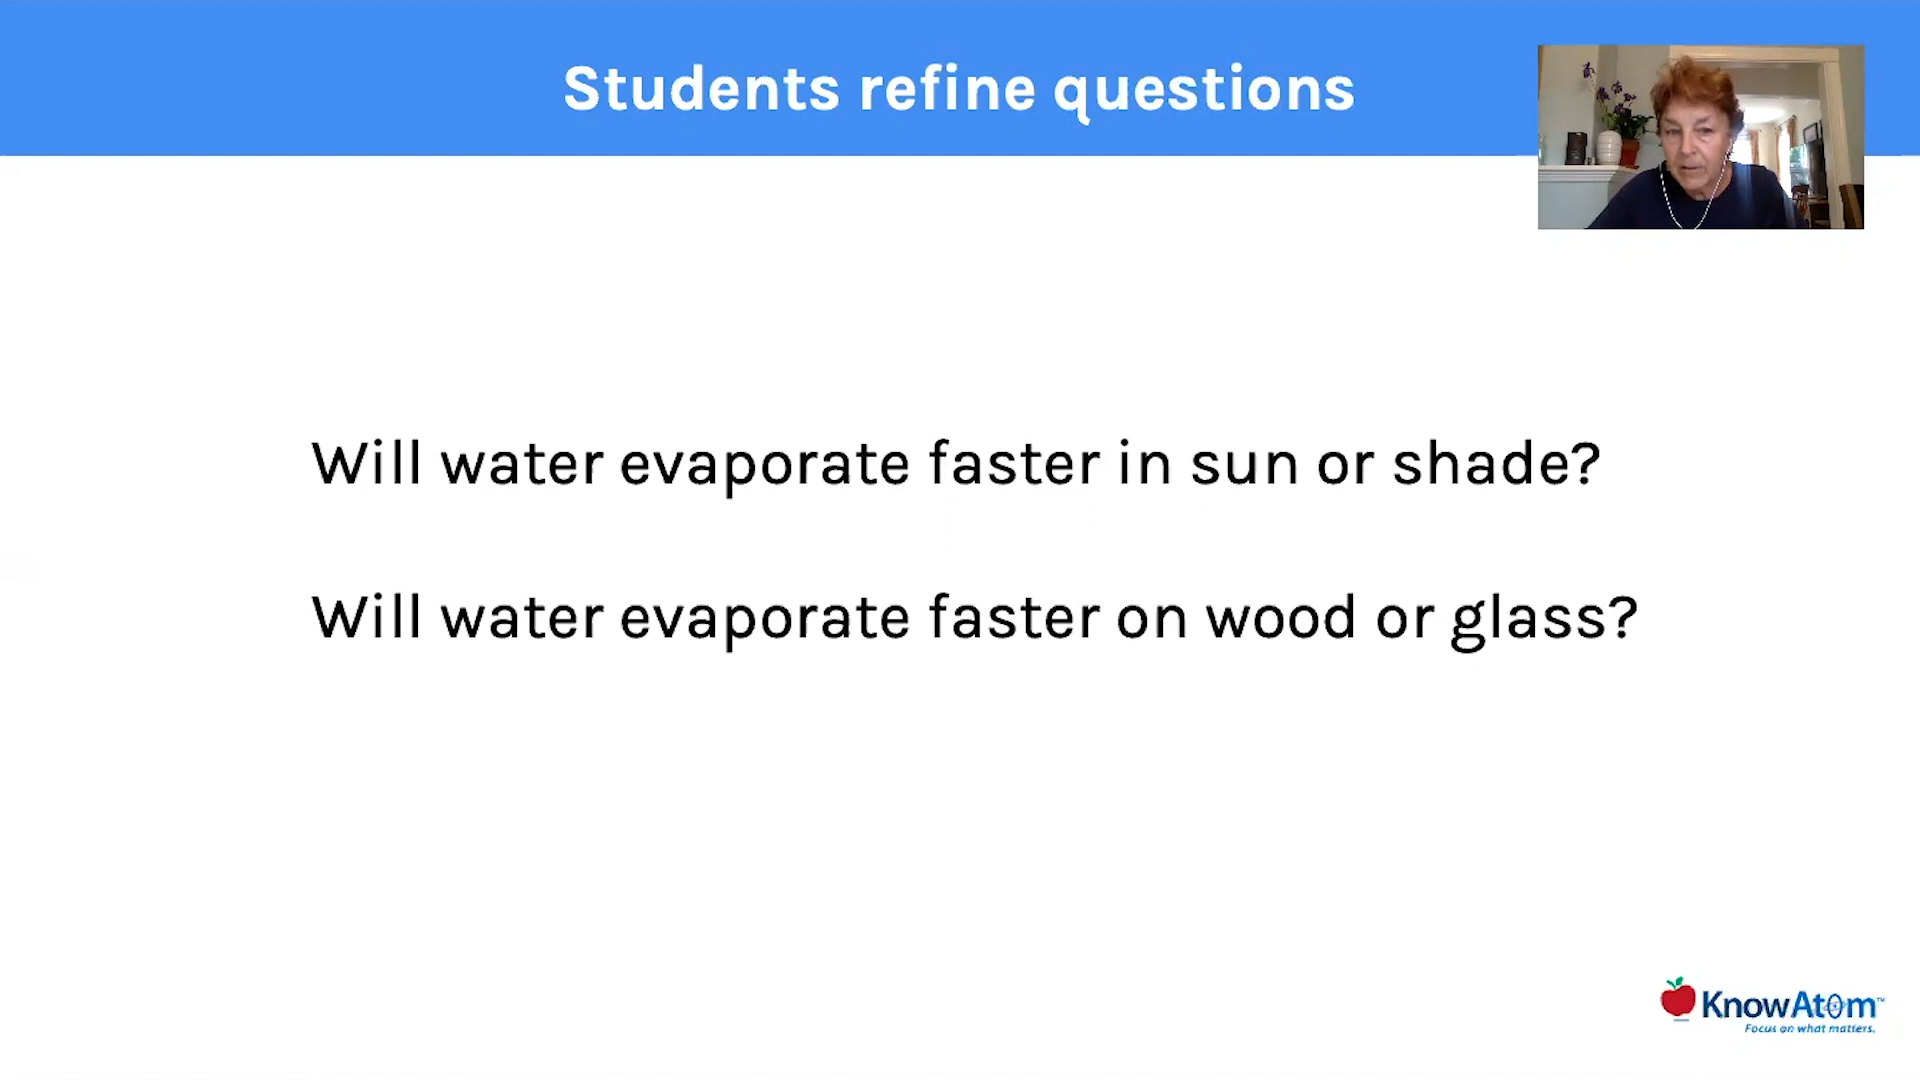 Students refine questions
Will water evaporate faster in sun or shade?
Will water evaporate faster on wood or glass?
KnowAtom™
Focus on what matters.